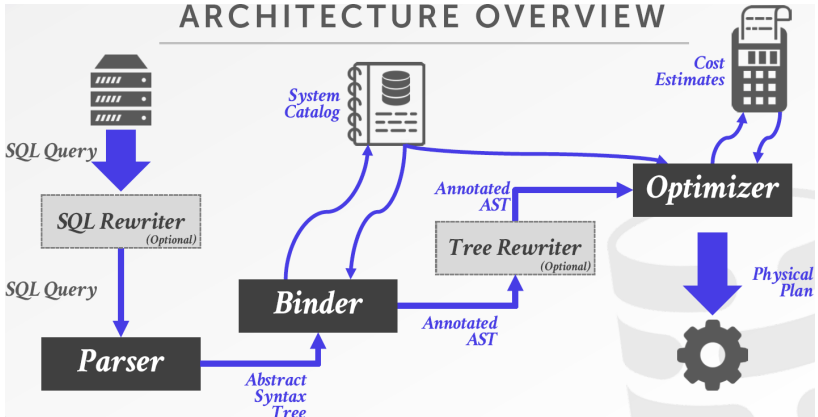 ARCHITECTURE OVERVIEW
SQL Query
SQL Rewriter
(Optional)
SQL Query
Parser
Abstract
Syntax
Tree
Binder
System
Catalog
Annotated
AST
Tree Rewriter
(Optional)
Annotated
AST
Optimizer
Cost
Estimates
Physical
Plan